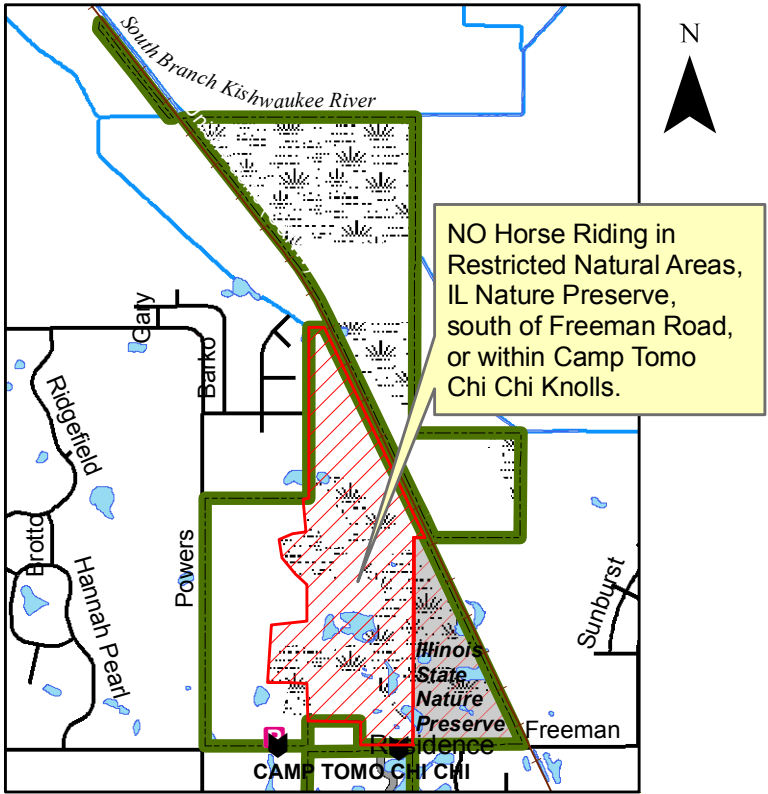 N
South Branch Kishwaukee River
NO Horse Riding in
Restricted Natural Areas,
IL Nature Preserve,
south of Freeman Road,
or within Camp Tomo
Chi Chi Knolls.
Gary
Barko
Ridgefield
Brotto
Hannah Pearl
Powers
Sunburst
Illinois
State
Nature
Preserve
Freeman
P
Residence
CAMP TOMO CHI CHI